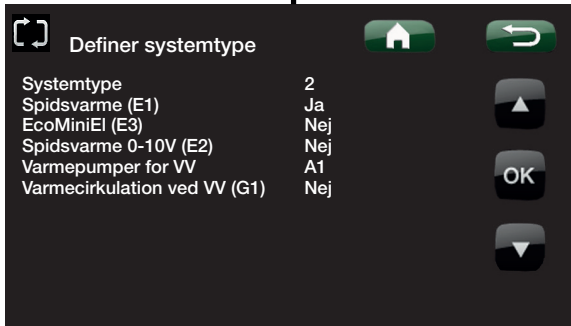 Definer systemtype
Systemtype 2
Spidsvarme (E1) Ja
EcoMiniEl (E3) Nej
Spidsvarme 0-10V (E2) Nej
Varmepumper for VV A1
Varmecirkulation ved VV (G1) Nej
OK